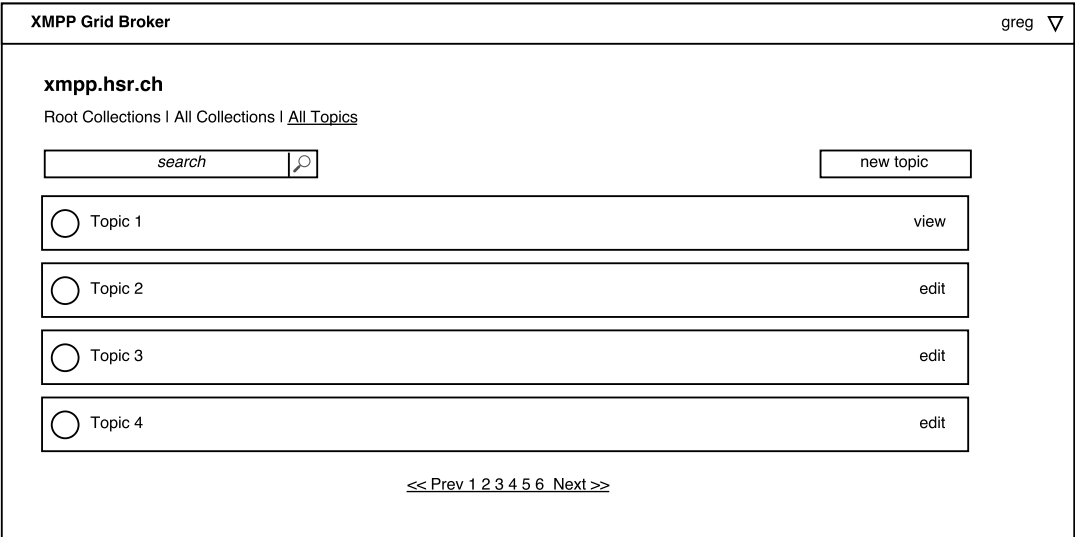 XMPP Grid Broker greg
xmpp.hsr.ch
Root Collections | All Collections | All Topics
search new topic
Topic 1 view
Topic 2 edit
Topic 3 edit
Topic 4 edit
<< Prev 1 2 3 4 5 6 Next >>